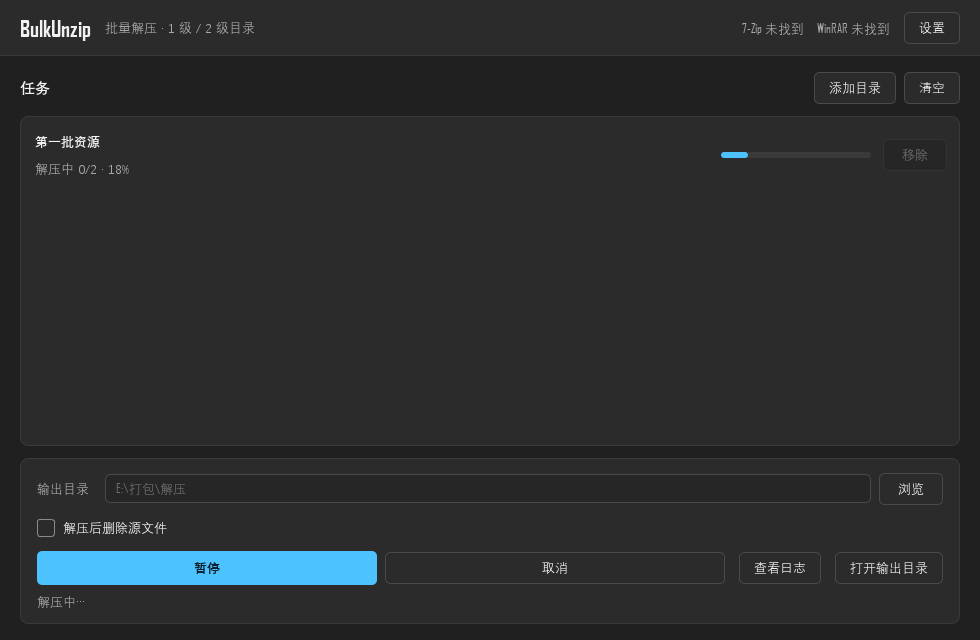 BulkUnzip 批量解压 · 1 级 / 2 级目录 7-Zip 未找到 WinRAR 未找到 设置
任务 添加目录 清空
第一批资源
解压中 0/2 · 18%
移除
输出目录 E:\打包\解压 浏览
解压后删除源文件
暂停 取消 查看日志 打开输出目录
解压中…